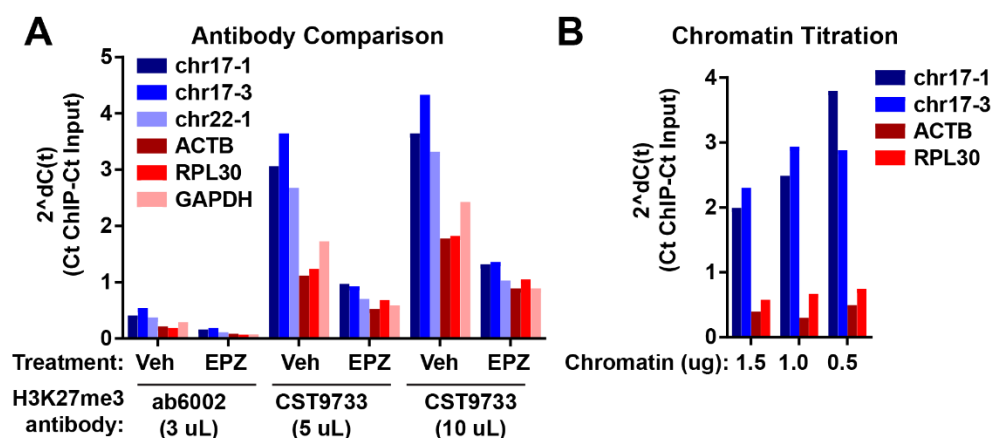 A
Antibody Comparison
5
4
3
2
1
0
2^dC(t)
(Ct ChIP-Ct Input)
chr17-1
chr17-3
chr22-1
ACTB
RPL30
GAPDH
Treatment: Veh EPZ Veh EPZ Veh EPZ
H3K27me3 antibody:
ab6002 (3 uL)
CST9733 (5 uL)
CST9733 (10 uL)
B
Chromatin Titration
4
3
2
1
0
2^dC(t)
(Ct ChIP-Ct Input)
chr17-1
chr17-3
ACTB
RPL30
Chromatin (ug): 1.5 1.0 0.5